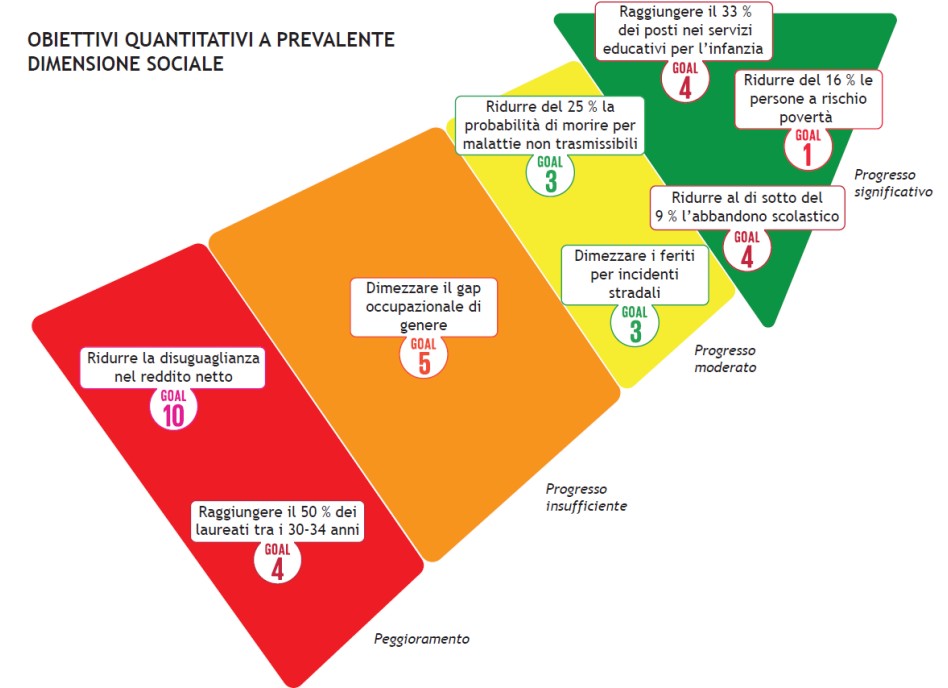 OBIETTIVI QUANTITATIVI A PREVALENTE
DIMENSIONE SOCIALE
Raggiungere il 33 %
dei posti nei servizi
educativi per l'infanzia
GOAL
4
Ridurre del 16 % le
persone a rischio
povertà
GOAL
1
Progresso
significativo
Ridurre del 25 % la
probabilità di morire per
malattie non trasmissibili
GOAL
3
Ridurre al di sotto del
9 % l'abbandono scolastico
GOAL
4
Dimezzare i feriti
per incidenti
stradali
GOAL
3
Progresso
moderato
Dimezzare il gap
occupazionale di
genere
GOAL
5
Progresso
insufficiente
Ridurre la disuguaglianza
nel reddito netto
GOAL
10
Raggiungere il 50 % dei
laureati tra i 30-34 anni
GOAL
4
Peggioramento